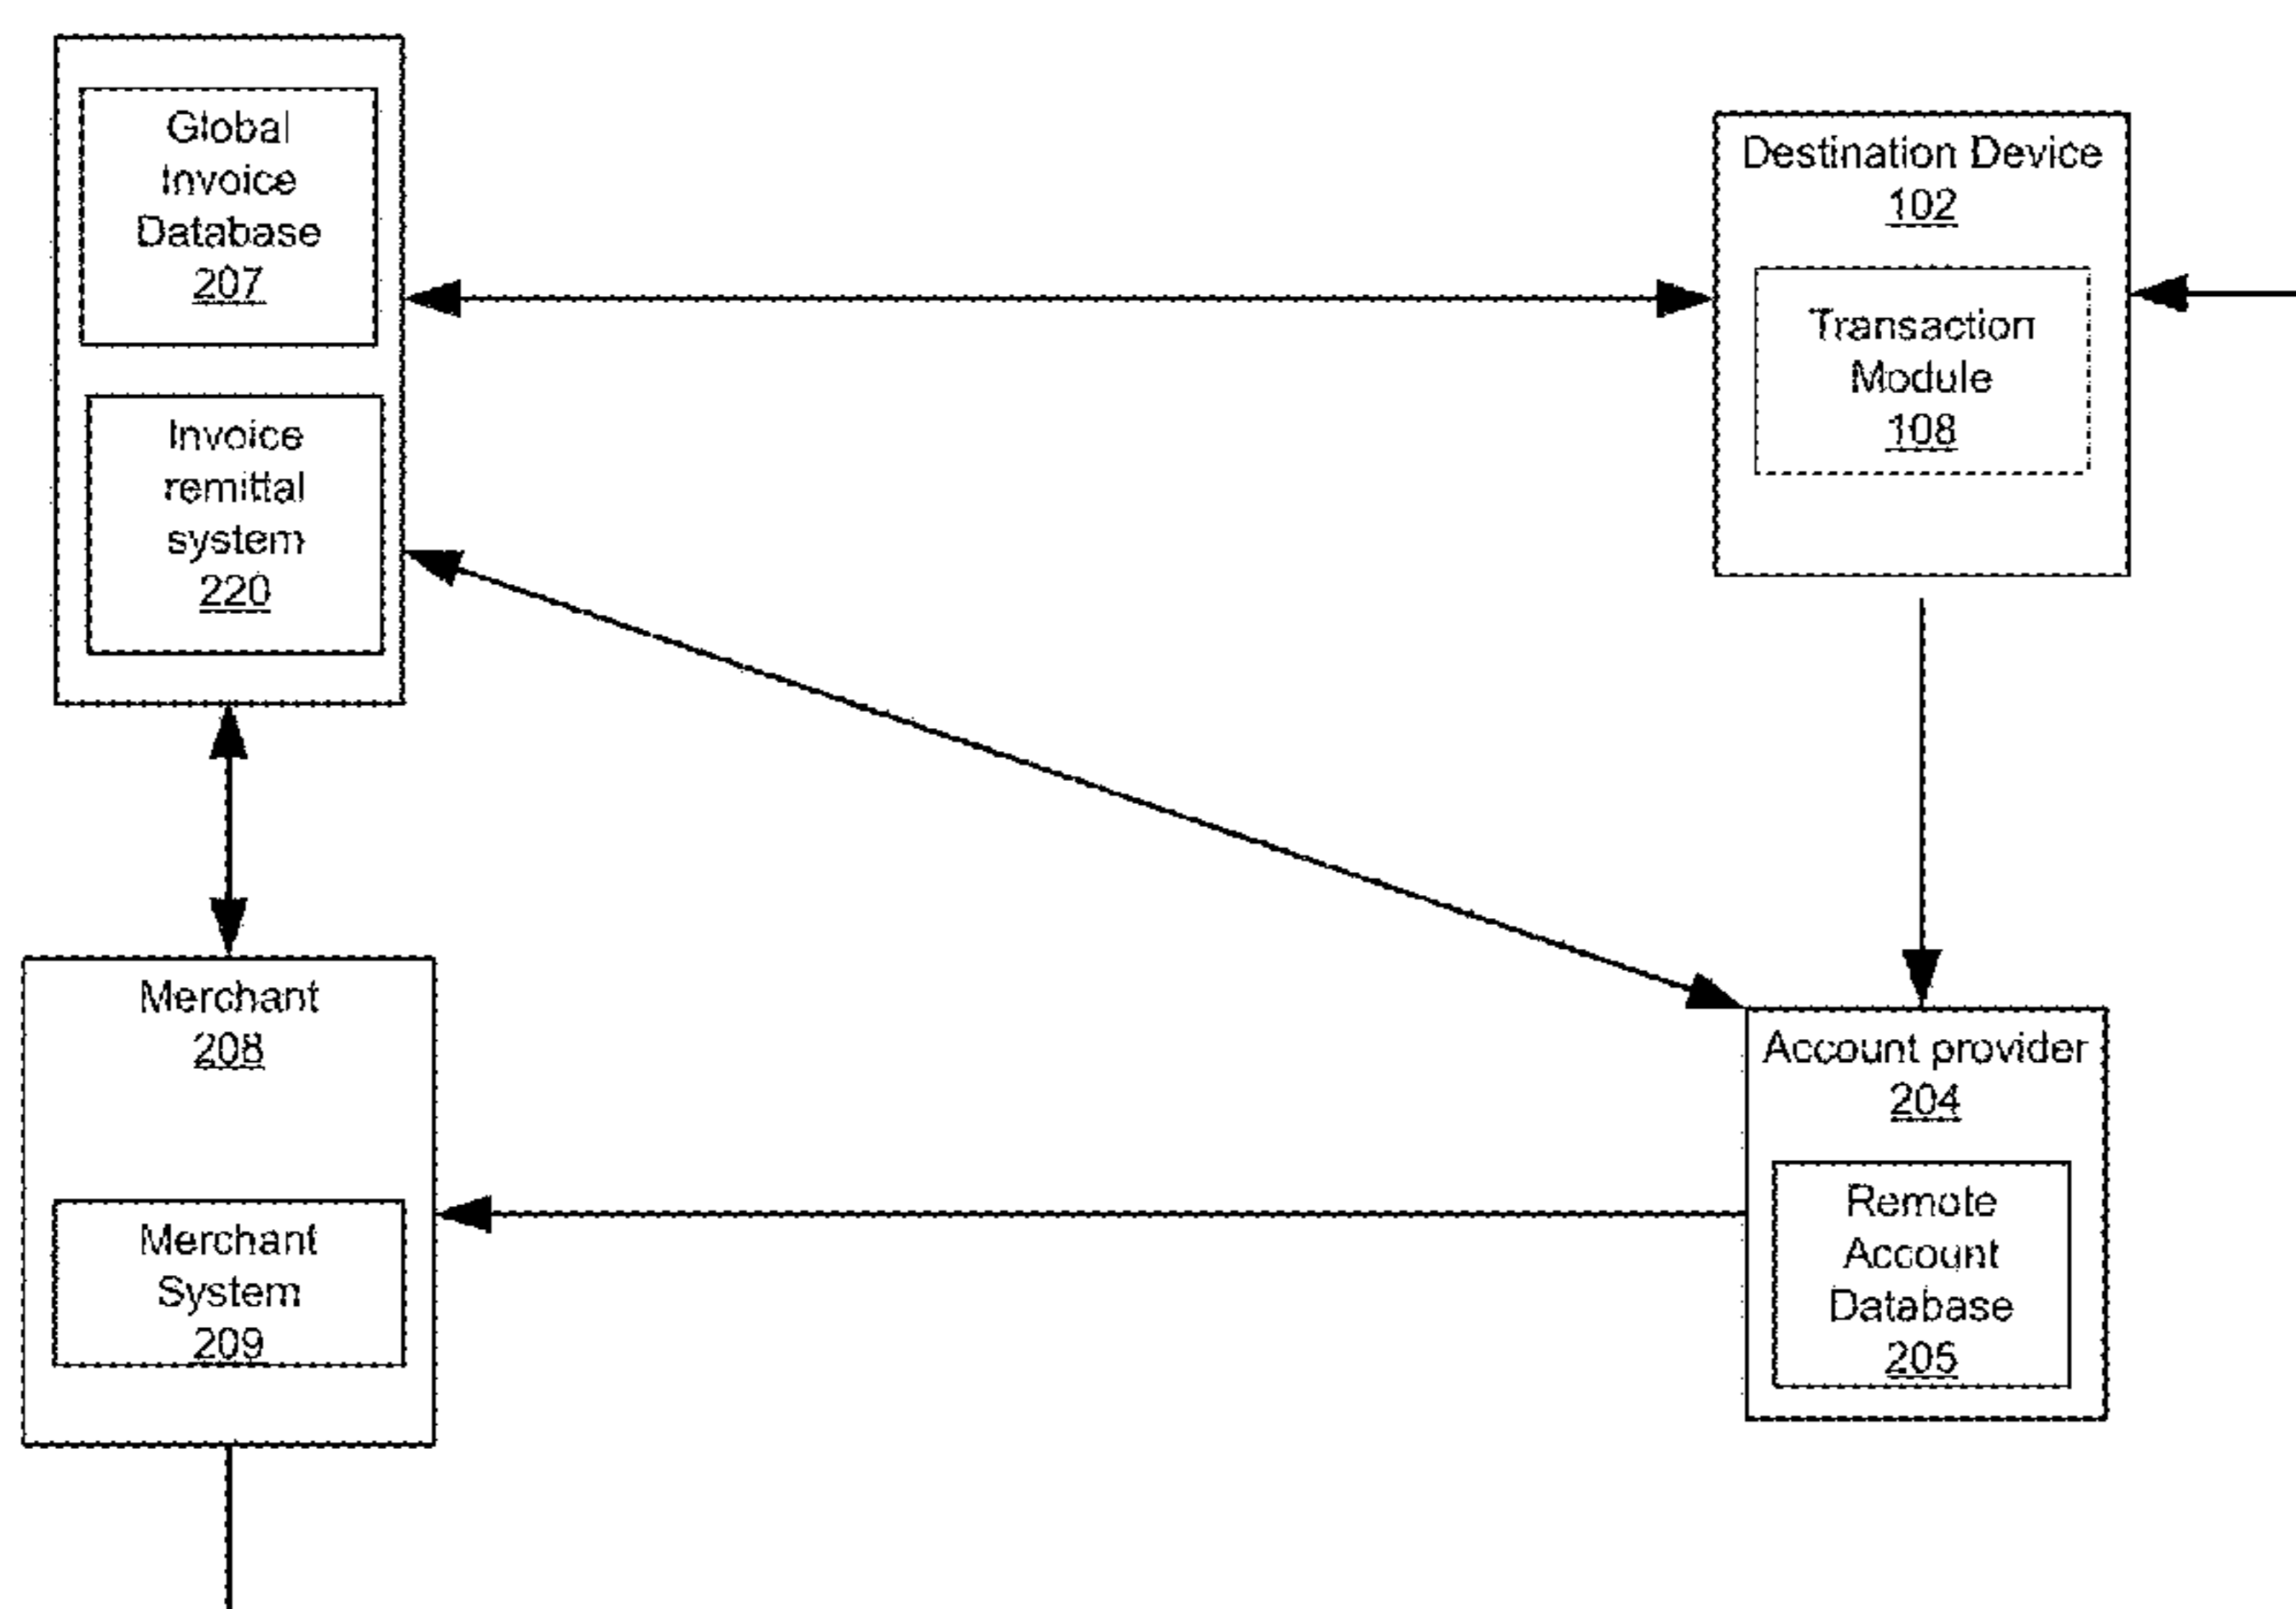 Global
Invoice
Database
207
Invoice
remittal
system
220
Destination Device
102
Transaction
Module
108
Merchant
208
Merchant
System
209
Account provider
204
Remote
Account
Database
205